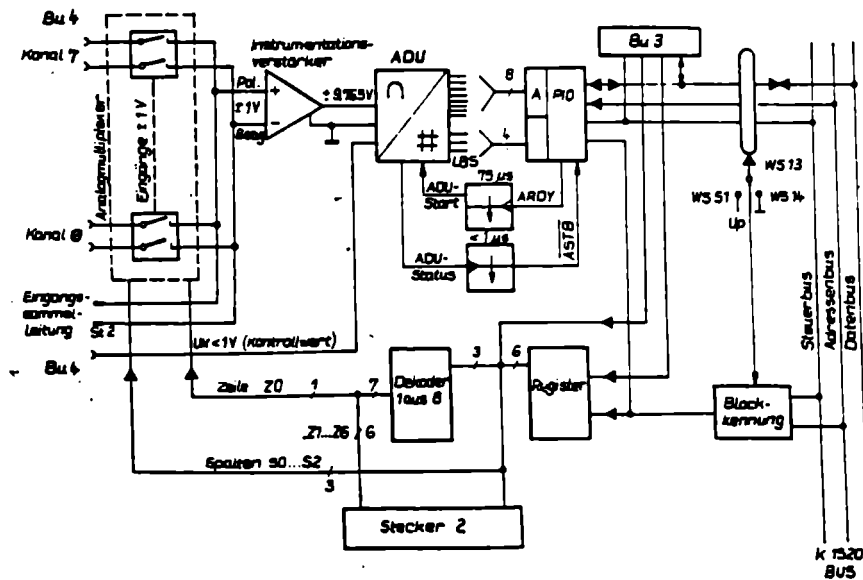 Bu 4
Kanal 7
Analogmultiplexer
Eingänge ± 1V
Kanal 0
Eingangs-
sammel-
leitung
St 2
Bu 4
Instrumentations-
verstärker
Pot.
± 1V
Bezug
+
-
± 9,765V
ADU
LBS
8
4
A
PIO
Bu 3
75 µs
ADU-
Start
ARDY
µs
ADU-
Status
ASTB
WS 13
WS 51
WS 14
Up
Steuerbus
Adressenbus
Datenbus
UK < 1V (Kontrollwert)
Zeile Z0
1
7
Dekoder
1 aus 8
3
6
Register
Block-
kennung
Z1...Z6
6
Spalten S0...S2
3
Stecker 2
K 1520
BUS